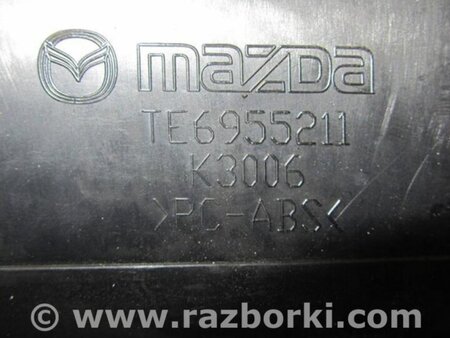 mazda
TE6955211
K3006
>PC-ABS<
© www.razborki.com